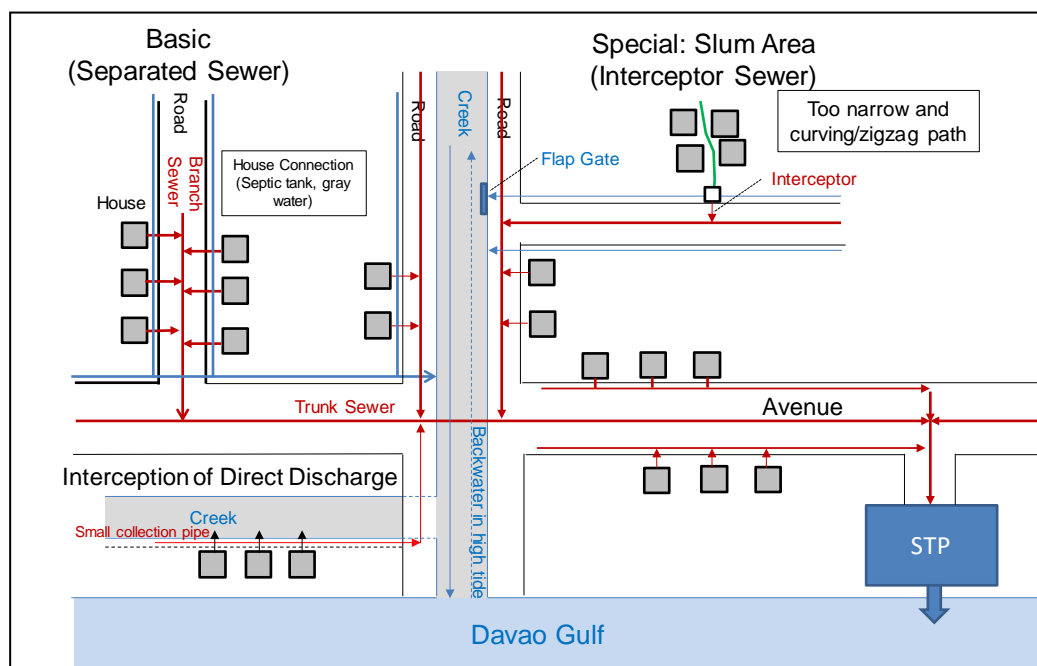 Basic
(Separated Sewer)
Special: Slum Area
(Interceptor Sewer)
Road
Branch
Sewer
House
House Connection
(Septic tank, gray
water)
Road
Creek
Road
Flap Gate
Too narrow and
curving/zigzag path
Interceptor
Trunk Sewer
Avenue
Backwater in high tide
Interception of Direct Discharge
Creek
Small collection pipe
STP
Davao Gulf